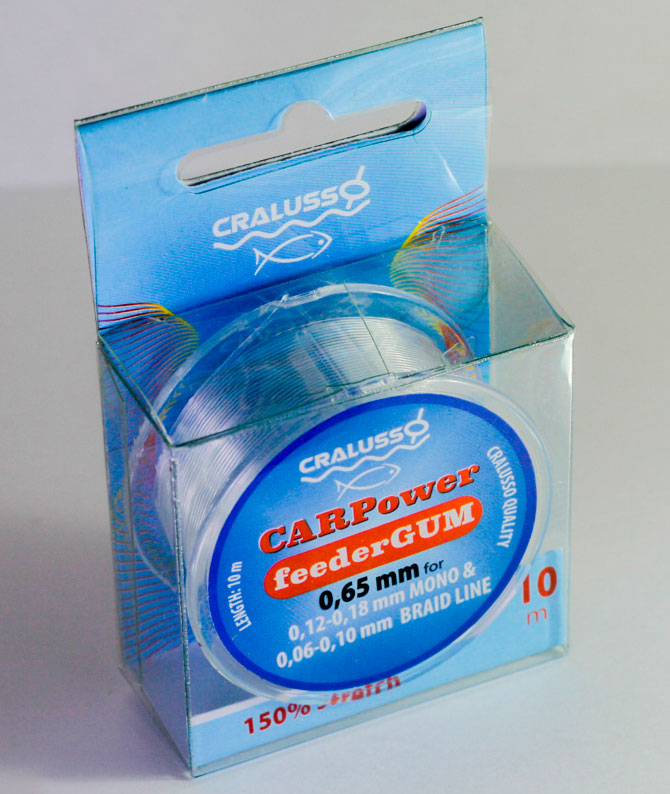 CRALUSSO
CRALUSSO
CARPower
feederGUM
0,65 mm for
0,12-0,18 mm MONO &
0,06-0,10 mm BRAID LINE
LENGTH: 10 m
CRALUSSO QUALITY
10
m
150% stretch